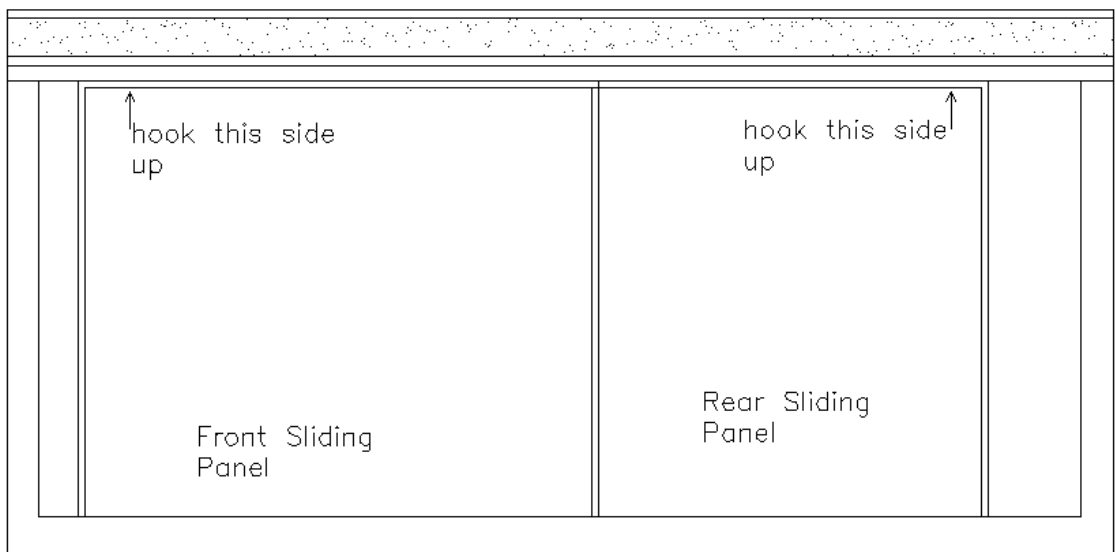 hook this side
up
hook this side
up
Front Sliding
Panel
Rear Sliding
Panel